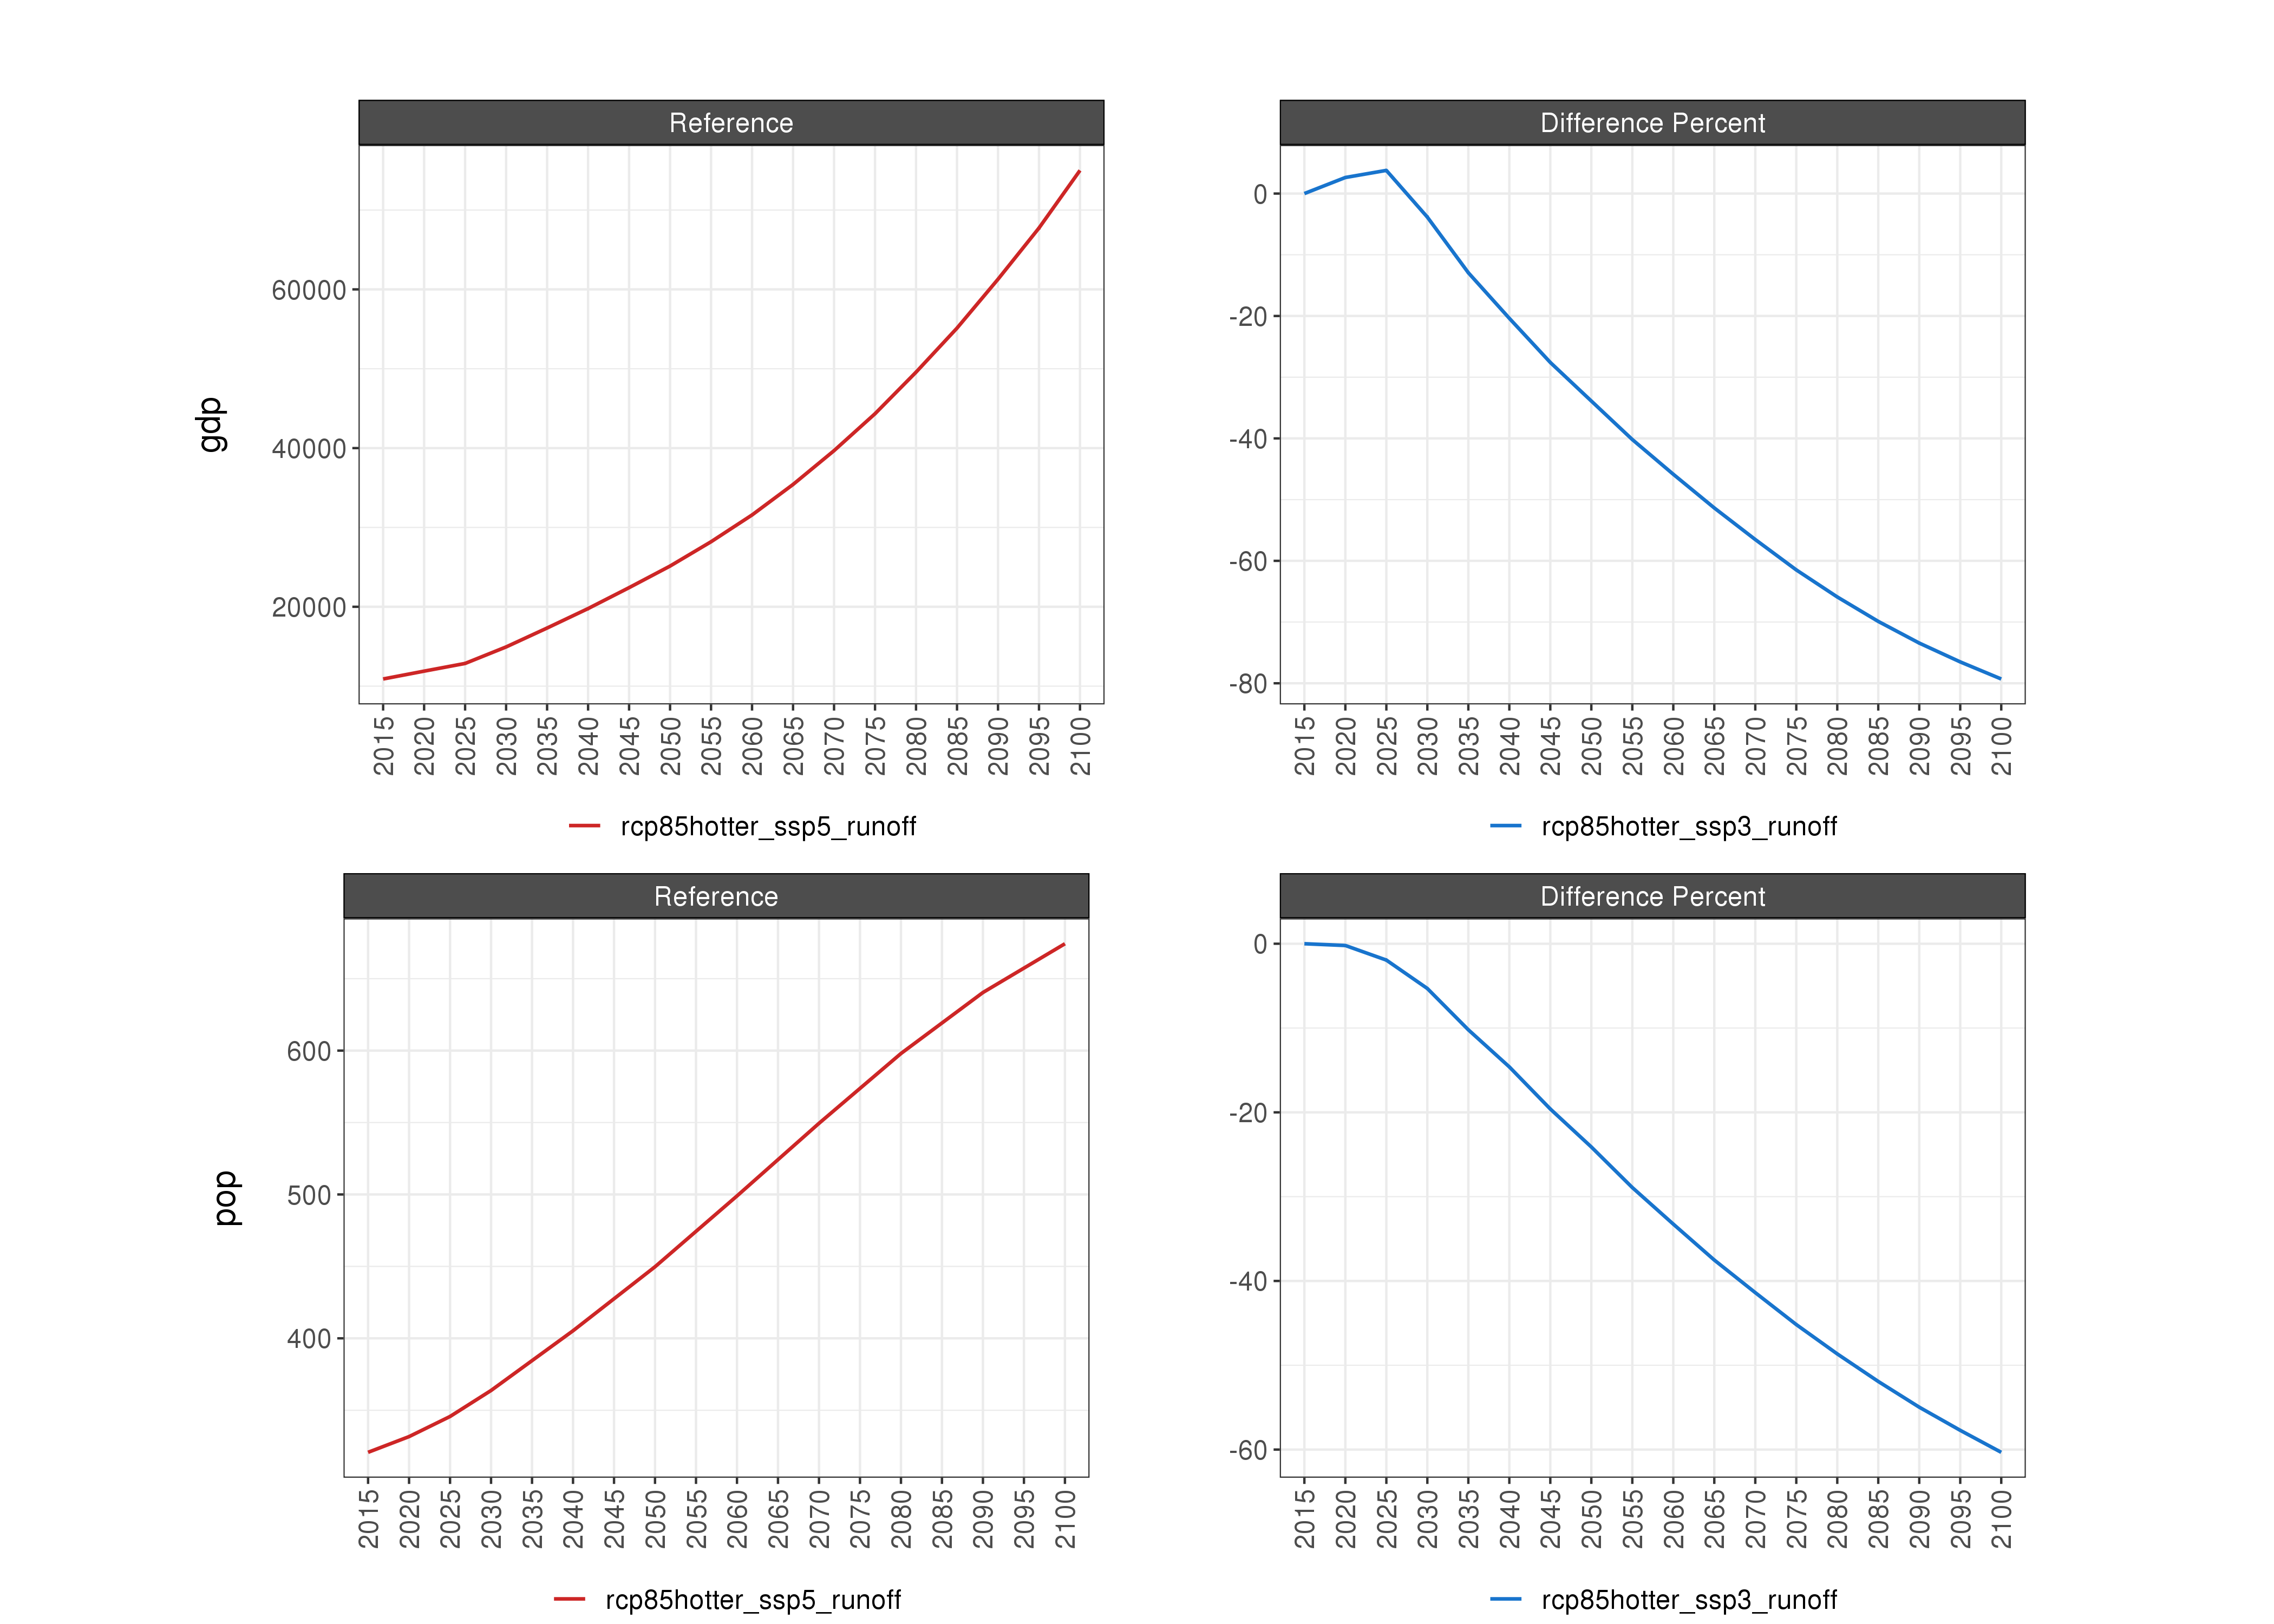 Reference
Difference Percent
gdp
60000
40000
20000
2015 2020 2025 2030 2035 2040 2045 2050 2055 2060 2065 2070 2075 2080 2085 2090 2095 2100
rcp85hotter_ssp5_runoff
0
-20
-40
-60
-80
2015 2020 2025 2030 2035 2040 2045 2050 2055 2060 2065 2070 2075 2080 2085 2090 2095 2100
rcp85hotter_ssp3_runoff
Reference
Difference Percent
pop
600
500
400
2015 2020 2025 2030 2035 2040 2045 2050 2055 2060 2065 2070 2075 2080 2085 2090 2095 2100
rcp85hotter_ssp5_runoff
0
-20
-40
-60
2015 2020 2025 2030 2035 2040 2045 2050 2055 2060 2065 2070 2075 2080 2085 2090 2095 2100
rcp85hotter_ssp3_runoff